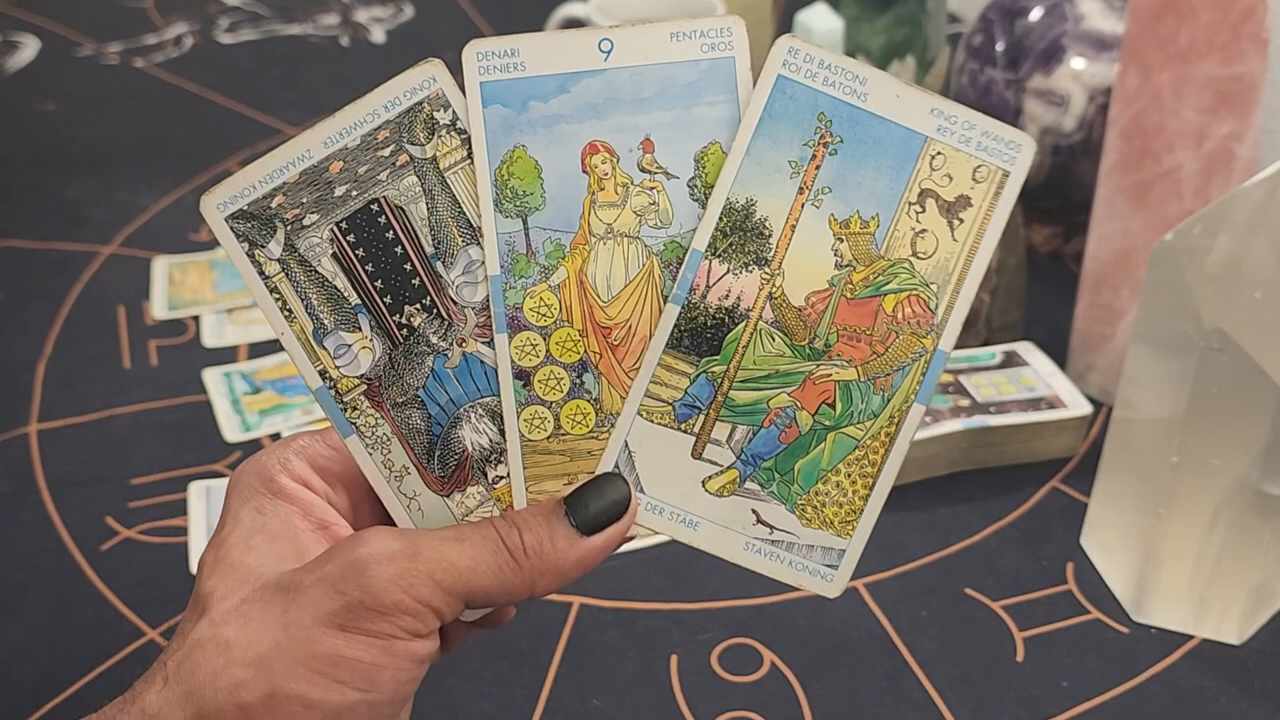 KÖNIG DER SCHWERTER
ZWAARDEN KONING
DENARI
DENIERS
9
PENTACLES
OROS
RE DI BASTONI
ROI DE BATONS
KING OF WANDS
REY DE BASTOS
DER STÄBE
STAVEN KONING